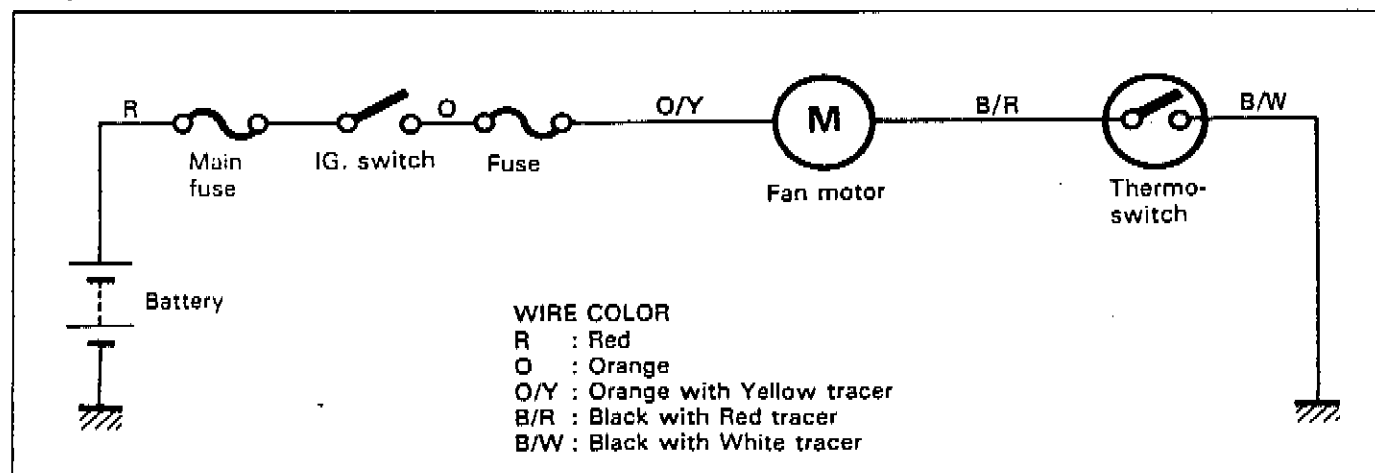 R
O
O/Y
B/R
B/W
M
Main
fuse
IG. switch
Fuse
Fan motor
Thermo-
switch
Battery
WIRE COLOR
R : Red
O : Orange
O/Y : Orange with Yellow tracer
B/R : Black with Red tracer
B/W : Black with White tracer